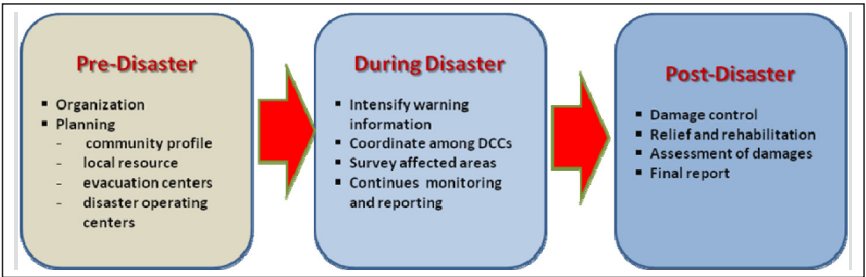 Pre-Disaster
▪ Organization
▪ Planning
- community profile
- local resource
- evacuation centers
- disaster operating
centers
During Disaster
▪ Intensify warning
information
▪ Coordinate among DCCs
▪ Survey affected areas
▪ Continues monitoring
and reporting
Post-Disaster
▪ Damage control
▪ Relief and rehabilitation
▪ Assessment of damages
▪ Final report